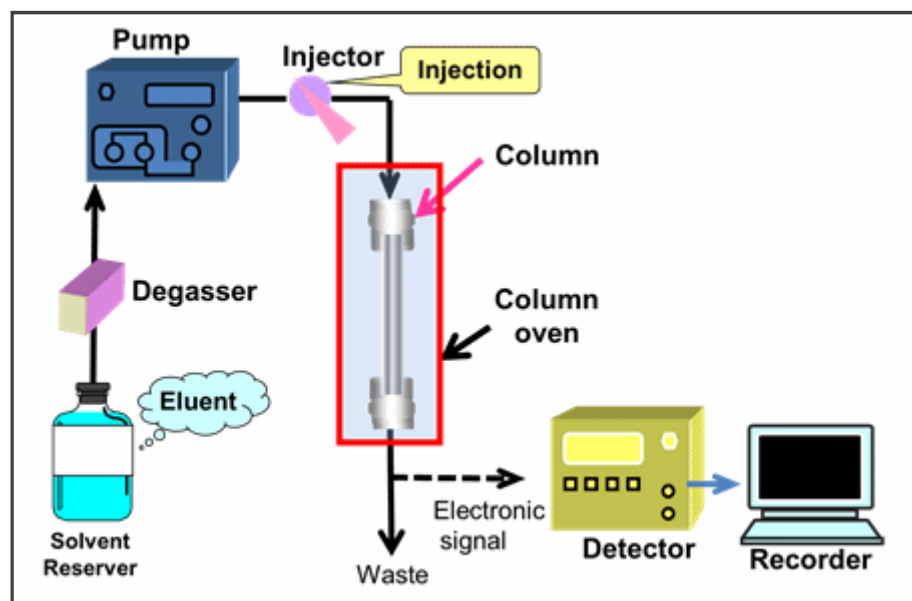 Pump
Injector
Injection
Column
Degasser
Column
oven
Eluent
Solvent
Reserver
Electronic
signal
Waste
Detector
Recorder